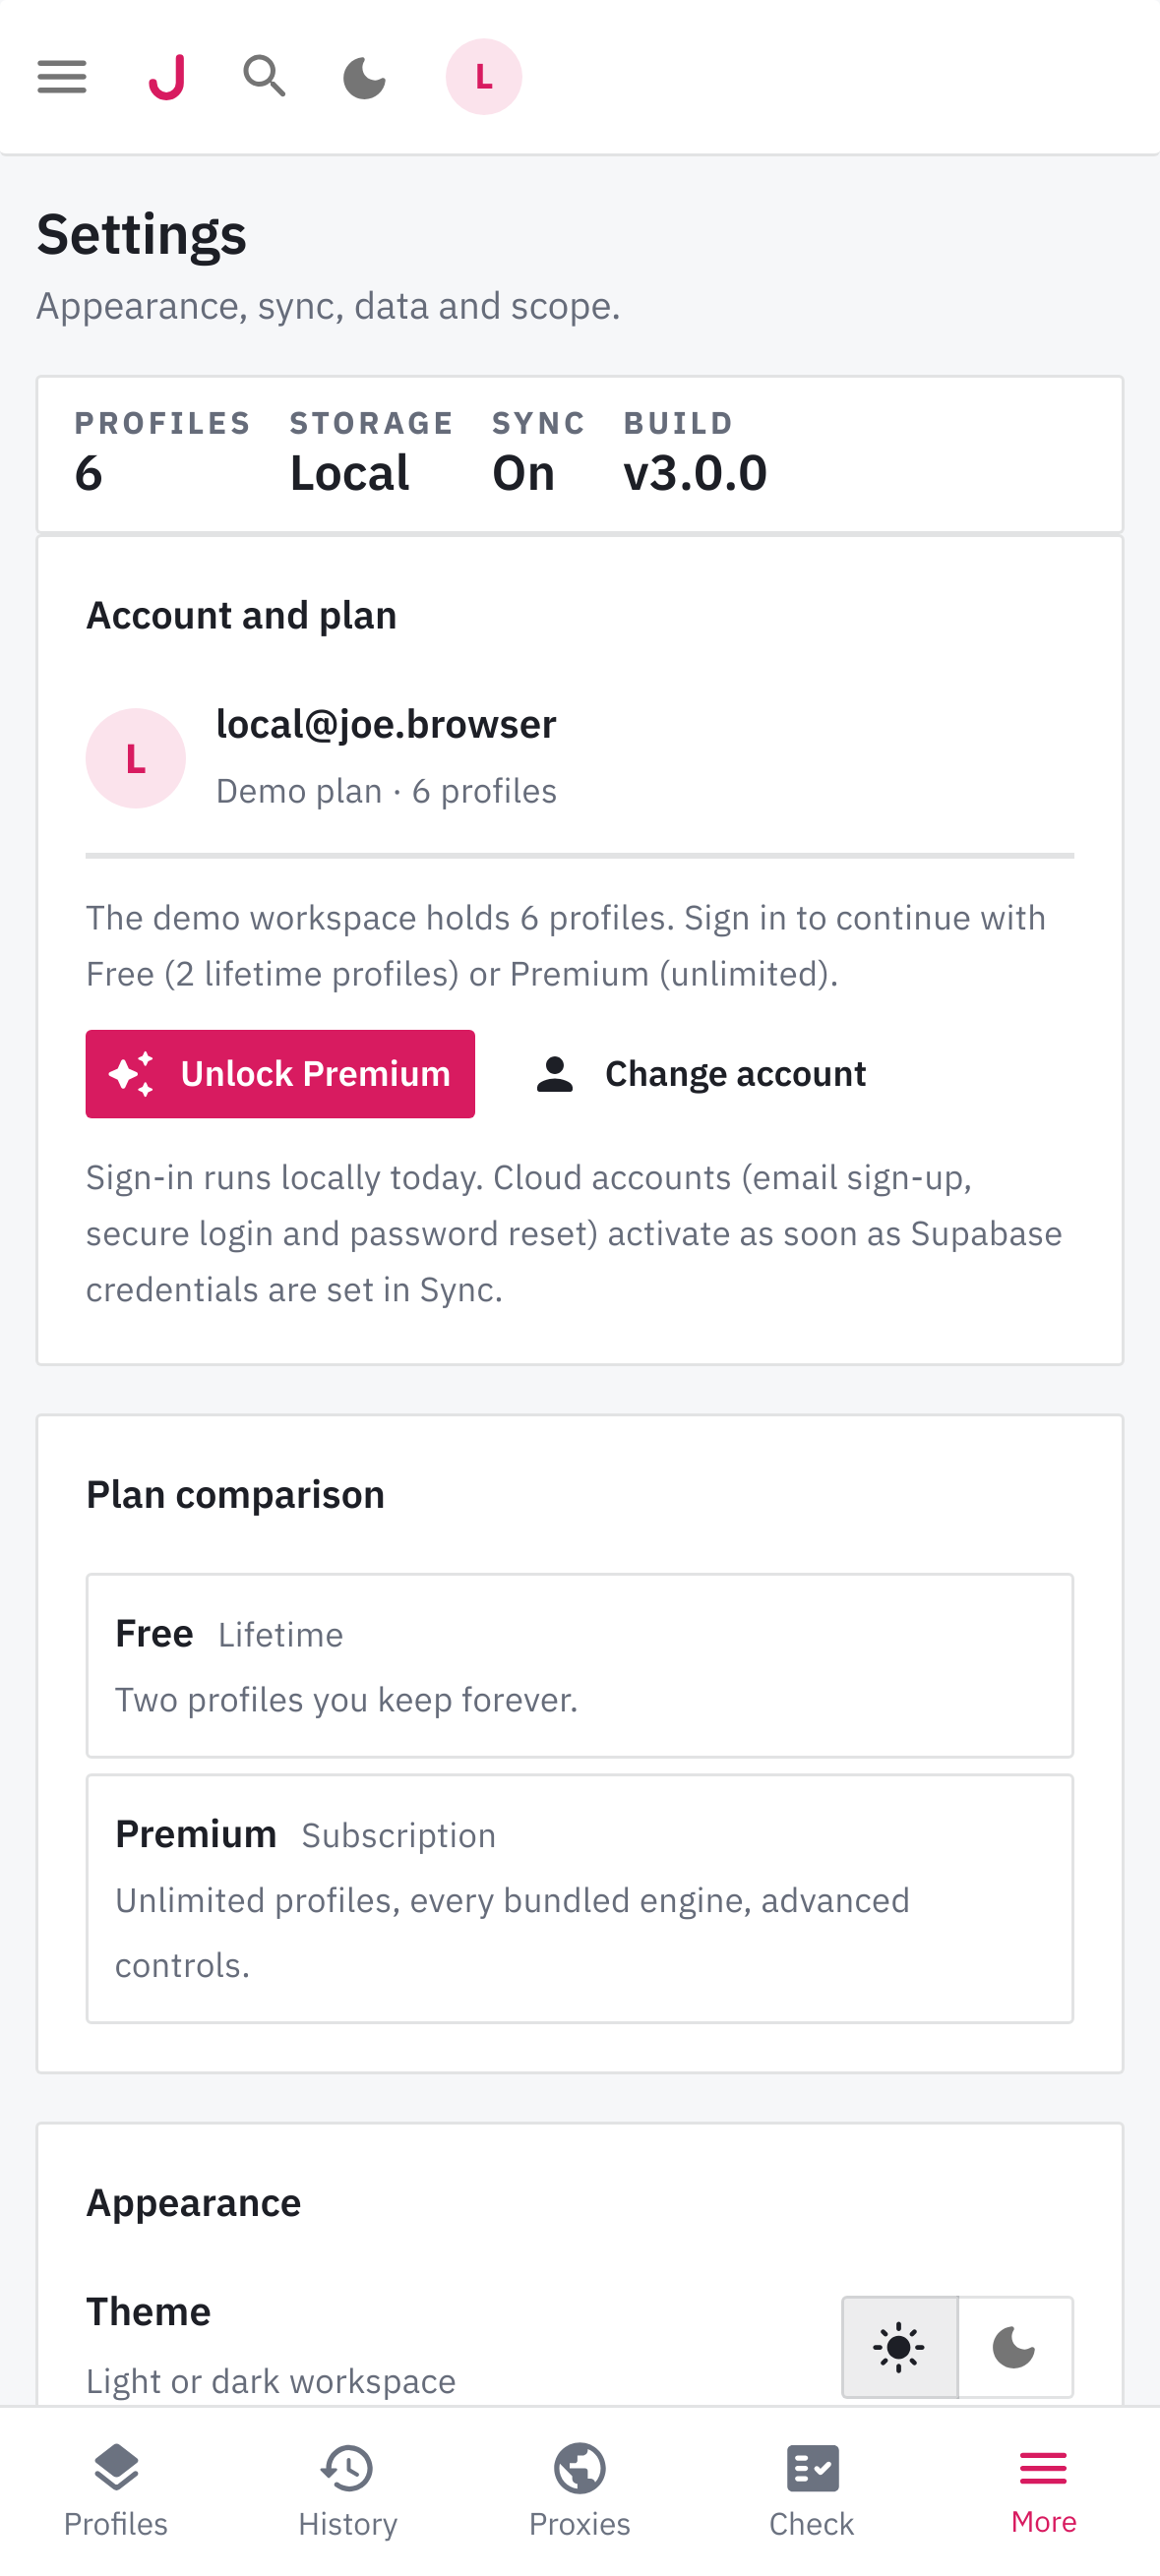 L
Settings
Appearance, sync, data and scope.
PROFILES STORAGE SYNC BUILD
6 Local On v3.0.0
Account and plan
L
local@joe.browser
Demo plan · 6 profiles
The demo workspace holds 6 profiles. Sign in to continue with
Free (2 lifetime profiles) or Premium (unlimited).
Unlock Premium Change account
Sign-in runs locally today. Cloud accounts (email sign-up,
secure login and password reset) activate as soon as Supabase
credentials are set in Sync.
Plan comparison
Free Lifetime
Two profiles you keep forever.
Premium Subscription
Unlimited profiles, every bundled engine, advanced
controls.
Appearance
Theme
Light or dark workspace
Profiles History Proxies Check More